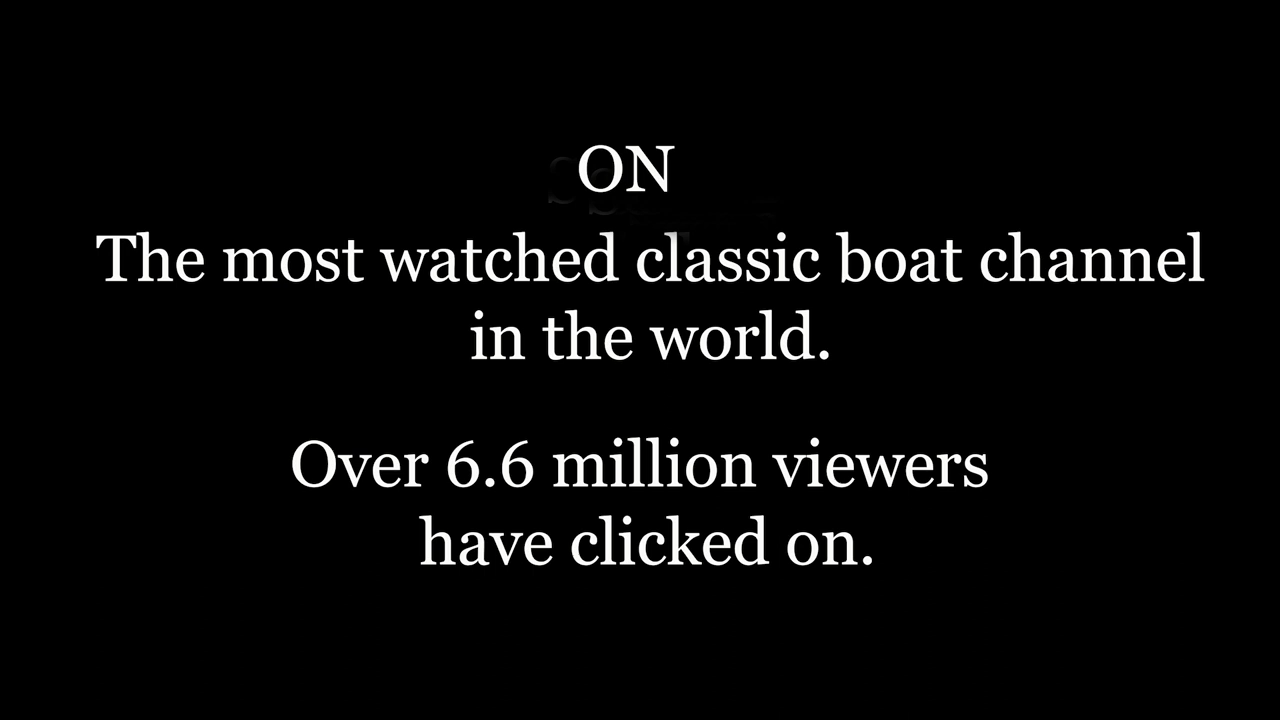 ON
The most watched classic boat channel
in the world.
Over 6.6 million viewers
have clicked on.